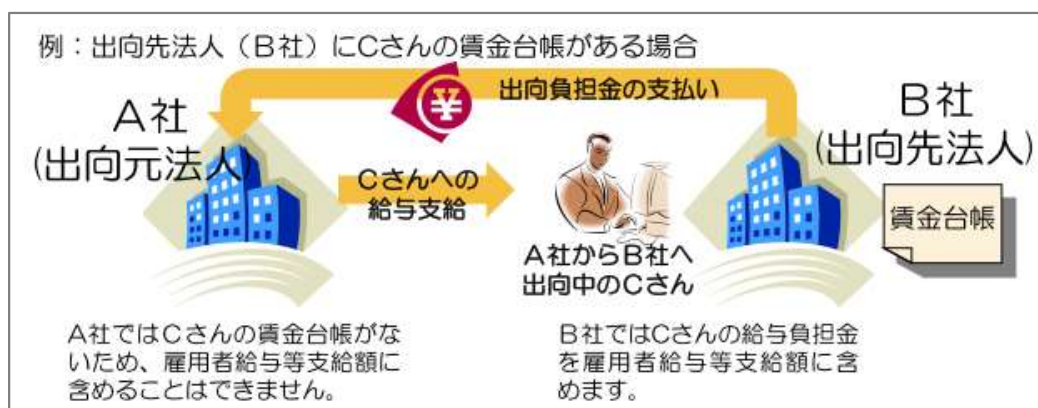 例：出向先法人（B社）にCさんの賃金台帳がある場合
出向負担金の支払い
¥
A社
(出向元法人)
B社
(出向先法人)
Cさんへの
給与支給
賃金台帳
A社からB社へ
出向中のCさん
A社ではCさんの賃金台帳がな
いため、雇用者給与等支給額に
含めることはできません。
B社ではCさんの給与負担金
を雇用者給与等支給額に含
めます。